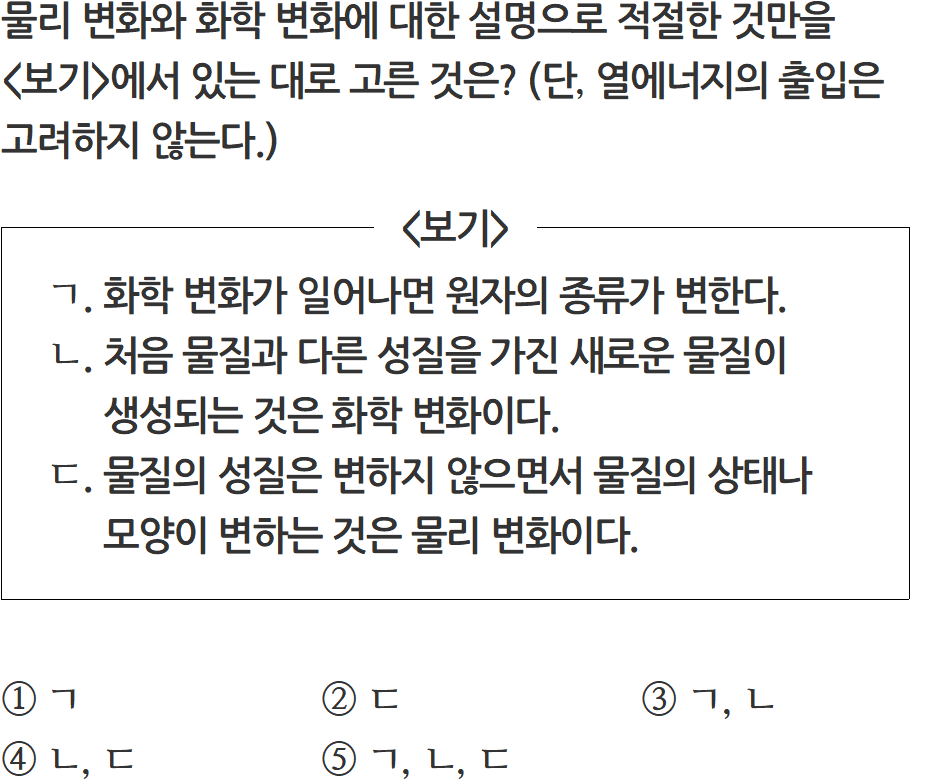 물리 변화와 화학 변화에 대한 설명으로 적절한 것만을
<보기>에서 있는 대로 고른 것은? (단, 열에너지의 출입은
고려하지 않는다.)
<보기>
ㄱ. 화학 변화가 일어나면 원자의 종류가 변한다.
ㄴ. 처음 물질과 다른 성질을 가진 새로운 물질이
생성되는 것은 화학 변화이다.
ㄷ. 물질의 성질은 변하지 않으면서 물질의 상태나
모양이 변하는 것은 물리 변화이다.
① ㄱ ② ㄷ ③ ㄱ, ㄴ
④ ㄴ, ㄷ ⑤ ㄱ, ㄴ, ㄷ